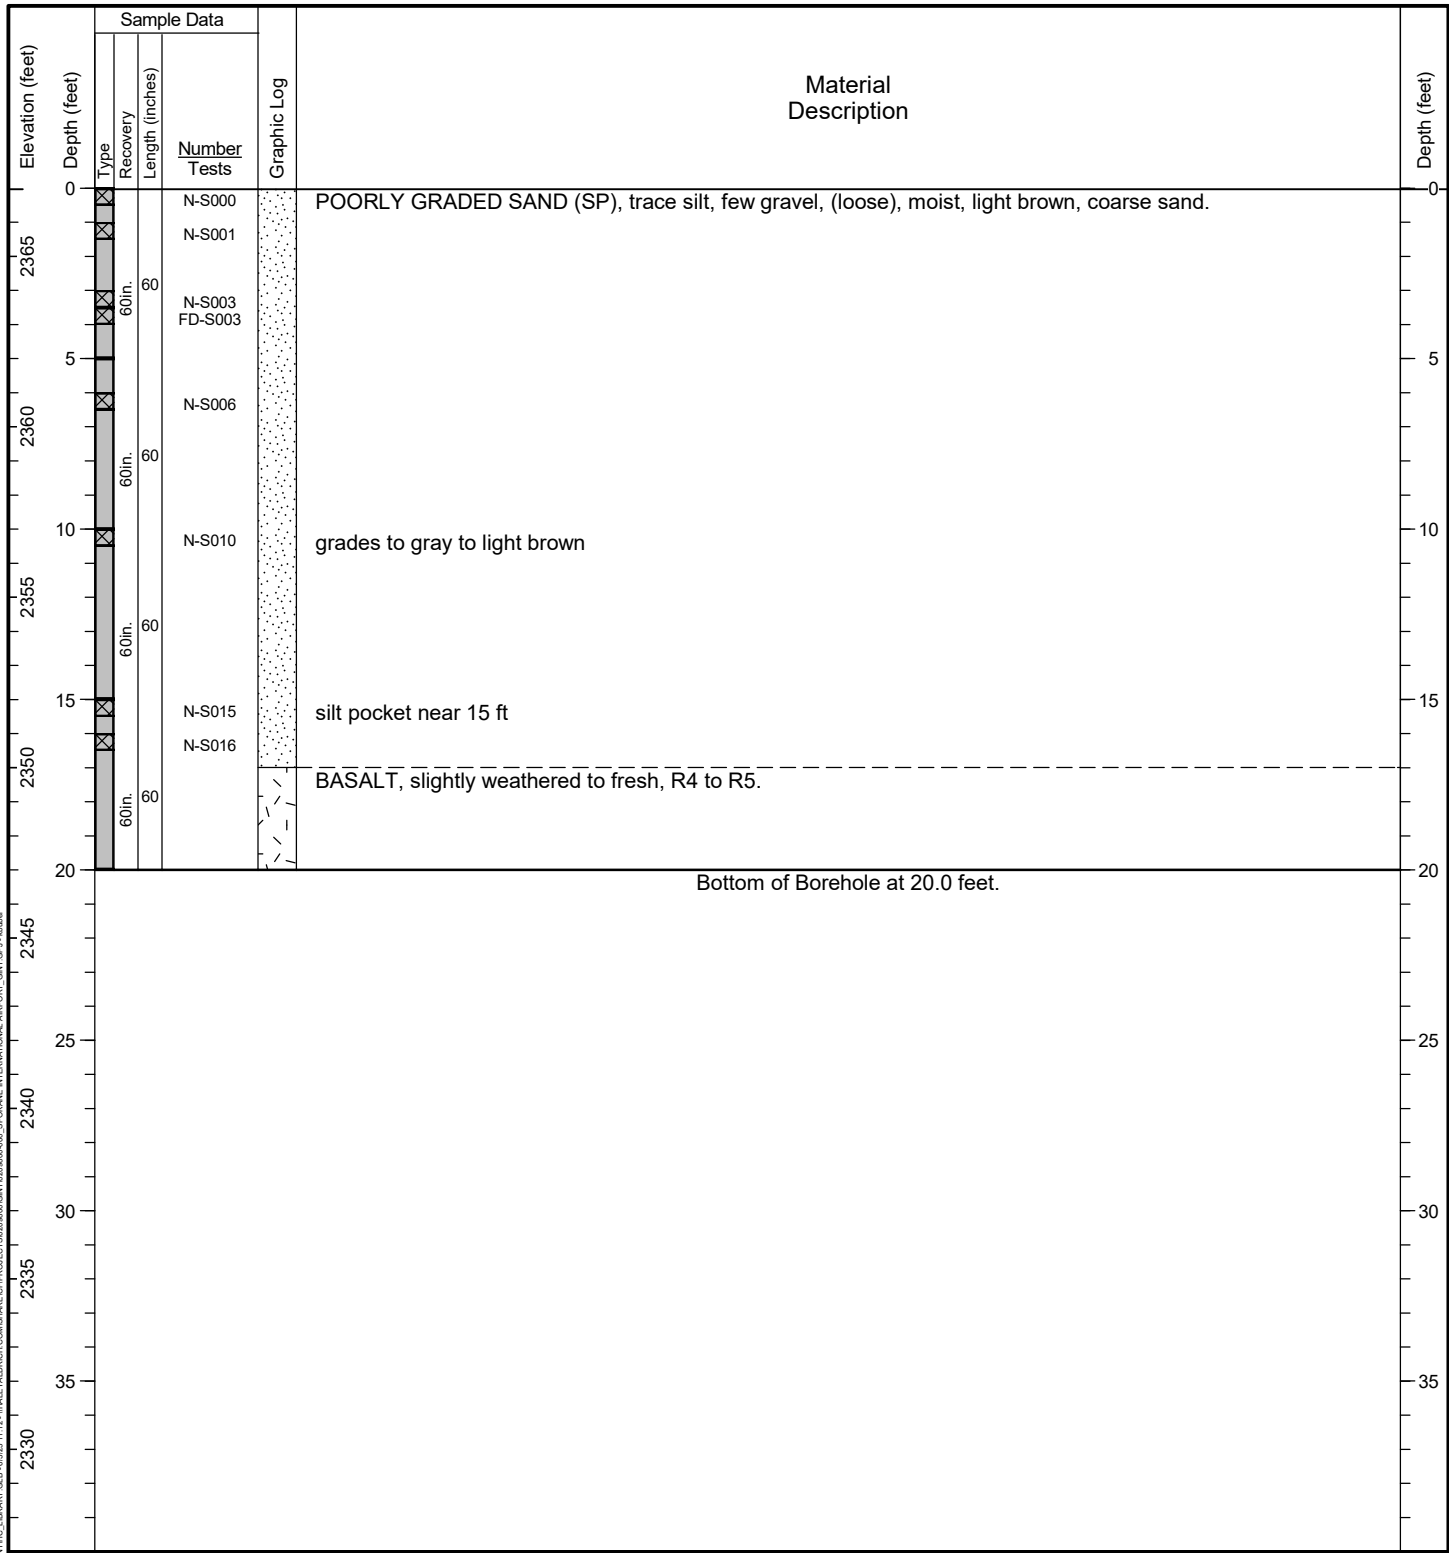 Sample Data
Elevation (feet)
Depth (feet)
Type
Recovery
Length (inches)
Number
Tests
Graphic Log
Material
Description
Depth (feet)
0
N-S000
POORLY GRADED SAND (SP), trace silt, few gravel, (loose), moist, light brown, coarse sand.
0
N-S001
2365
60in.
60
N-S003
FD-S003
5
5
N-S006
2360
60in.
60
10
N-S010
grades to gray to light brown
10
2355
60in.
60
15
N-S015
silt pocket near 15 ft
15
N-S016
2350
BASALT, slightly weathered to fresh, R4 to R5.
60in.
60
20
20
Bottom of Borehole at 20.0 feet.
2345
25
25
2340
30
30
2335
35
35
2330